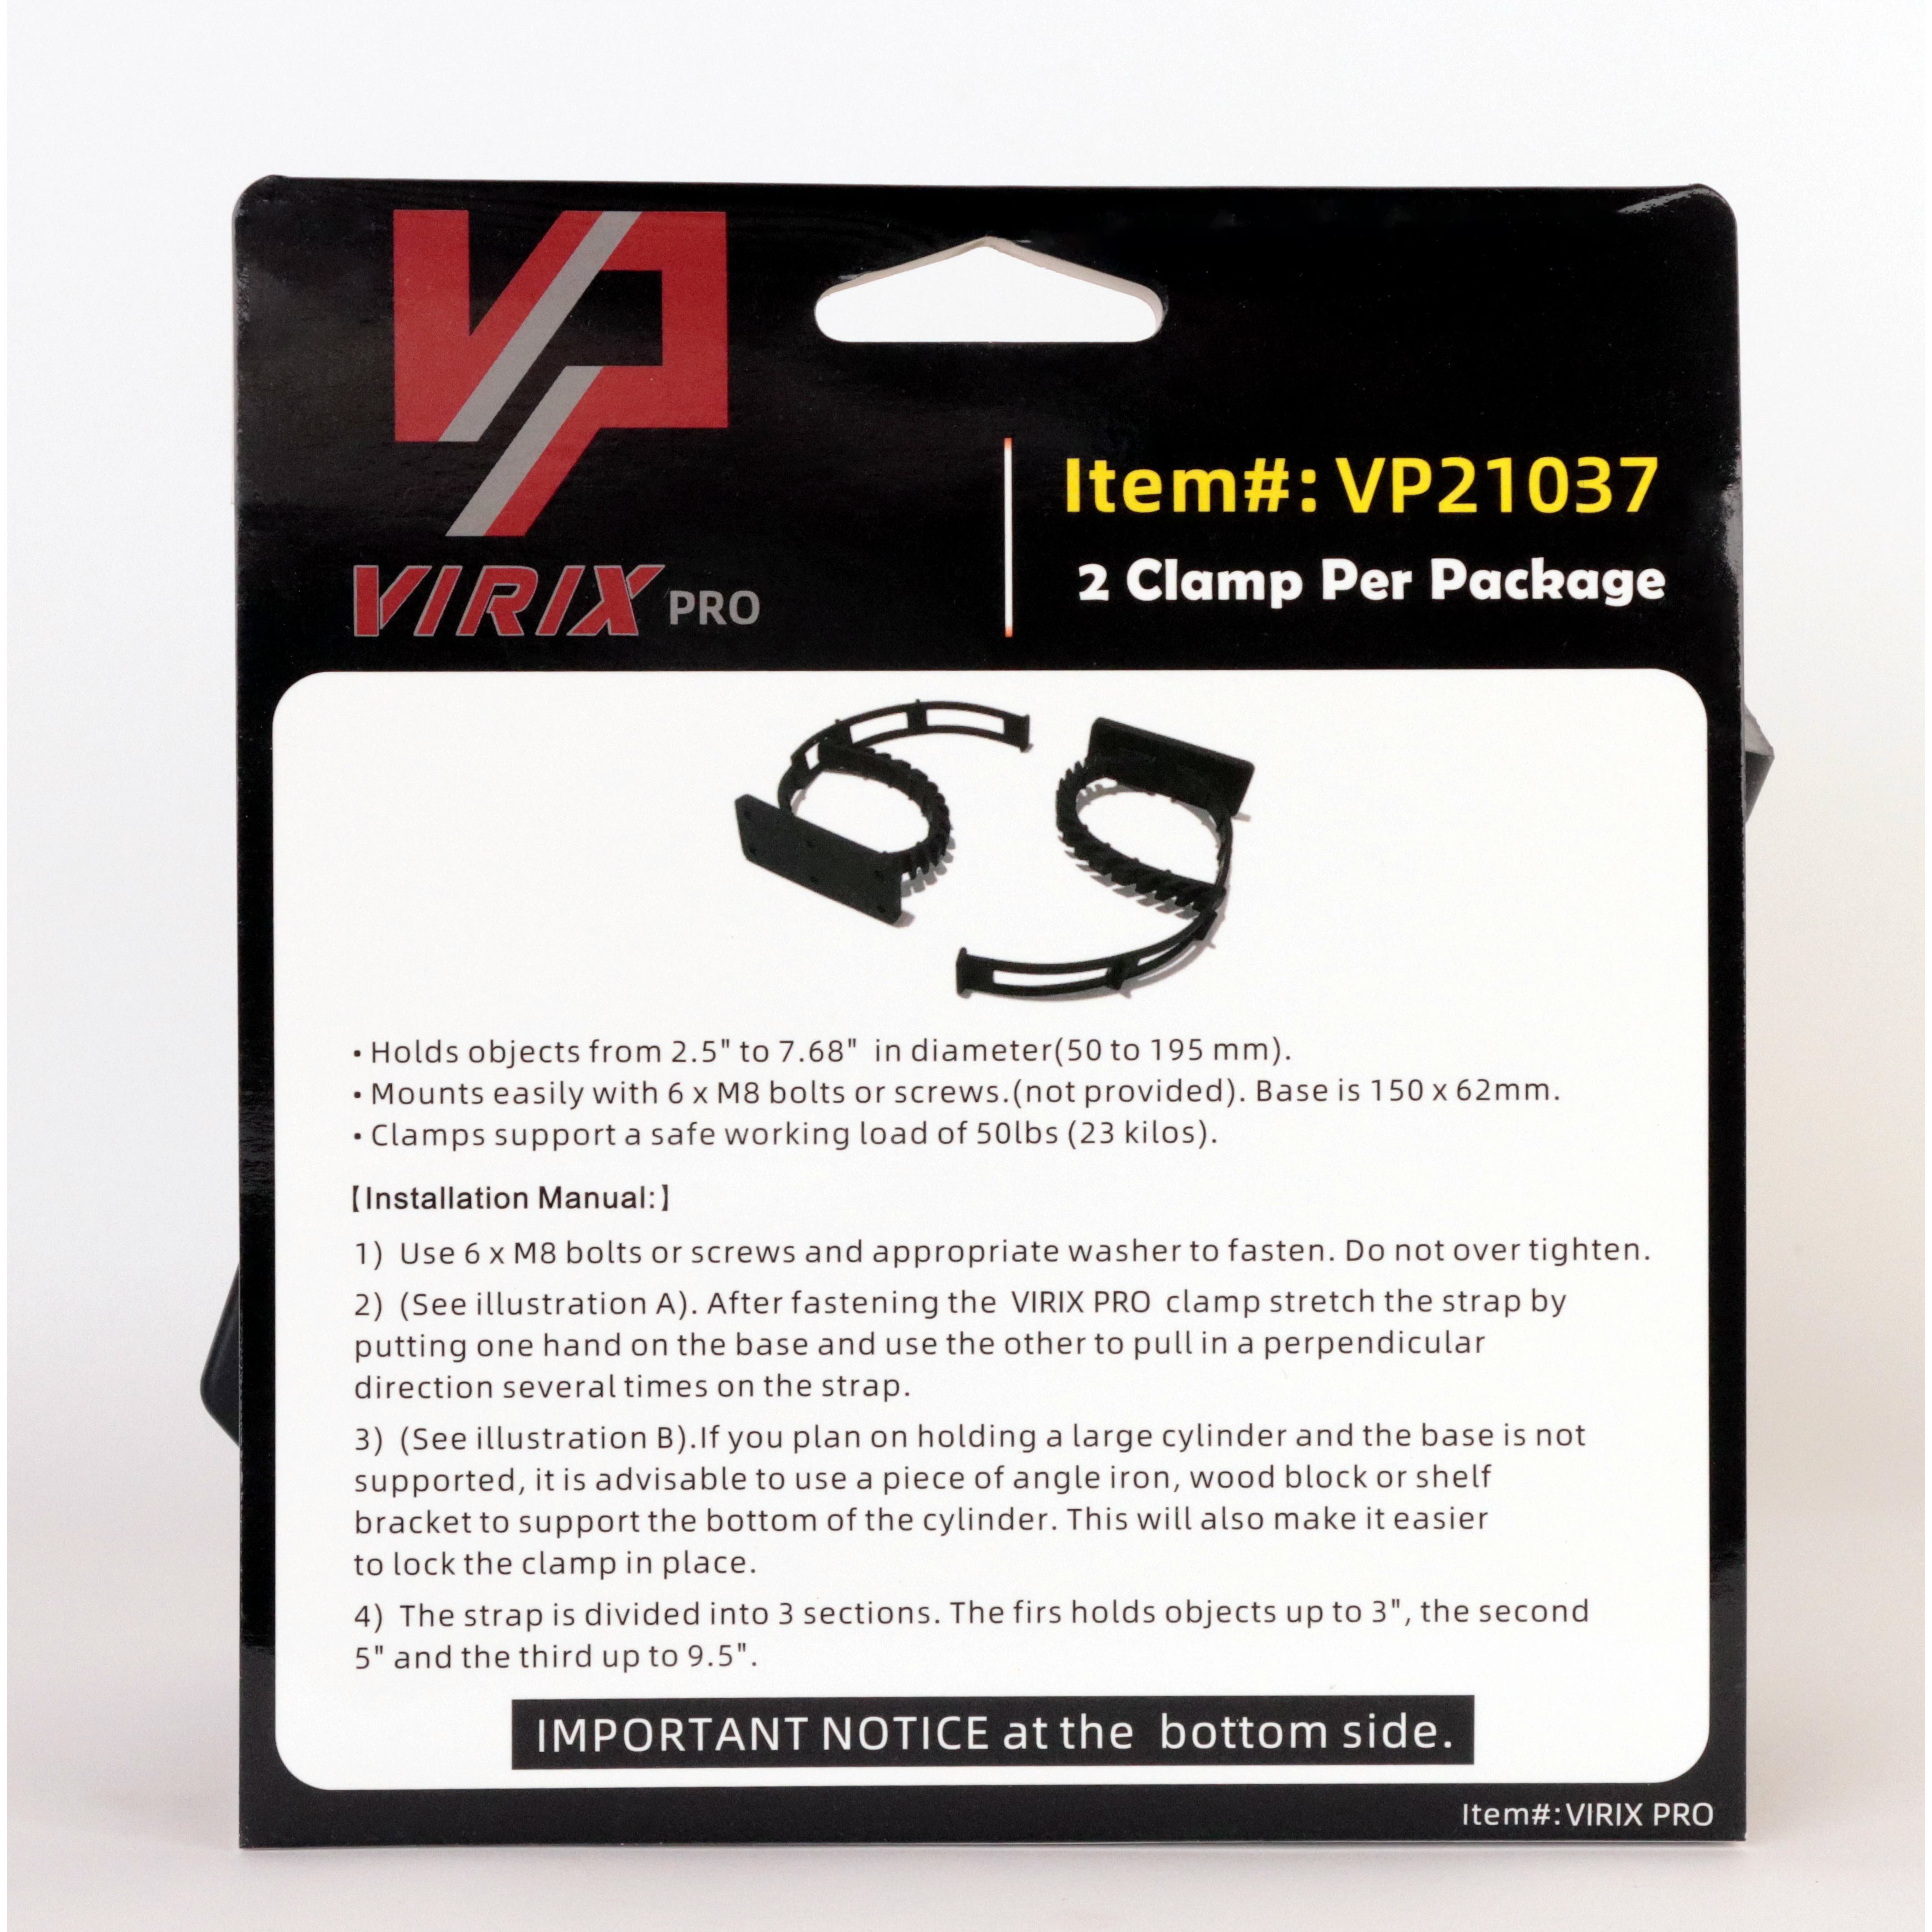 VP
VIRIX PRO
Item#: VP21037
2 Clamp Per Package
• Holds objects from 2.5" to 7.68" in diameter(50 to 195 mm).
• Mounts easily with 6 x M8 bolts or screws.(not provided). Base is 150 x 62mm.
• Clamps support a safe working load of 50lbs (23 kilos).
【Installation Manual:】
1) Use 6 x M8 bolts or screws and appropriate washer to fasten. Do not over tighten.
2) (See illustration A). After fastening the VIRIX PRO clamp stretch the strap by
putting one hand on the base and use the other to pull in a perpendicular
direction several times on the strap.
3) (See illustration B).If you plan on holding a large cylinder and the base is not
supported, it is advisable to use a piece of angle iron, wood block or shelf
bracket to support the bottom of the cylinder. This will also make it easier
to lock the clamp in place.
4) The strap is divided into 3 sections. The firs holds objects up to 3", the second
5" and the third up to 9.5".
IMPORTANT NOTICE at the bottom side.
Item#:VIRIX PRO